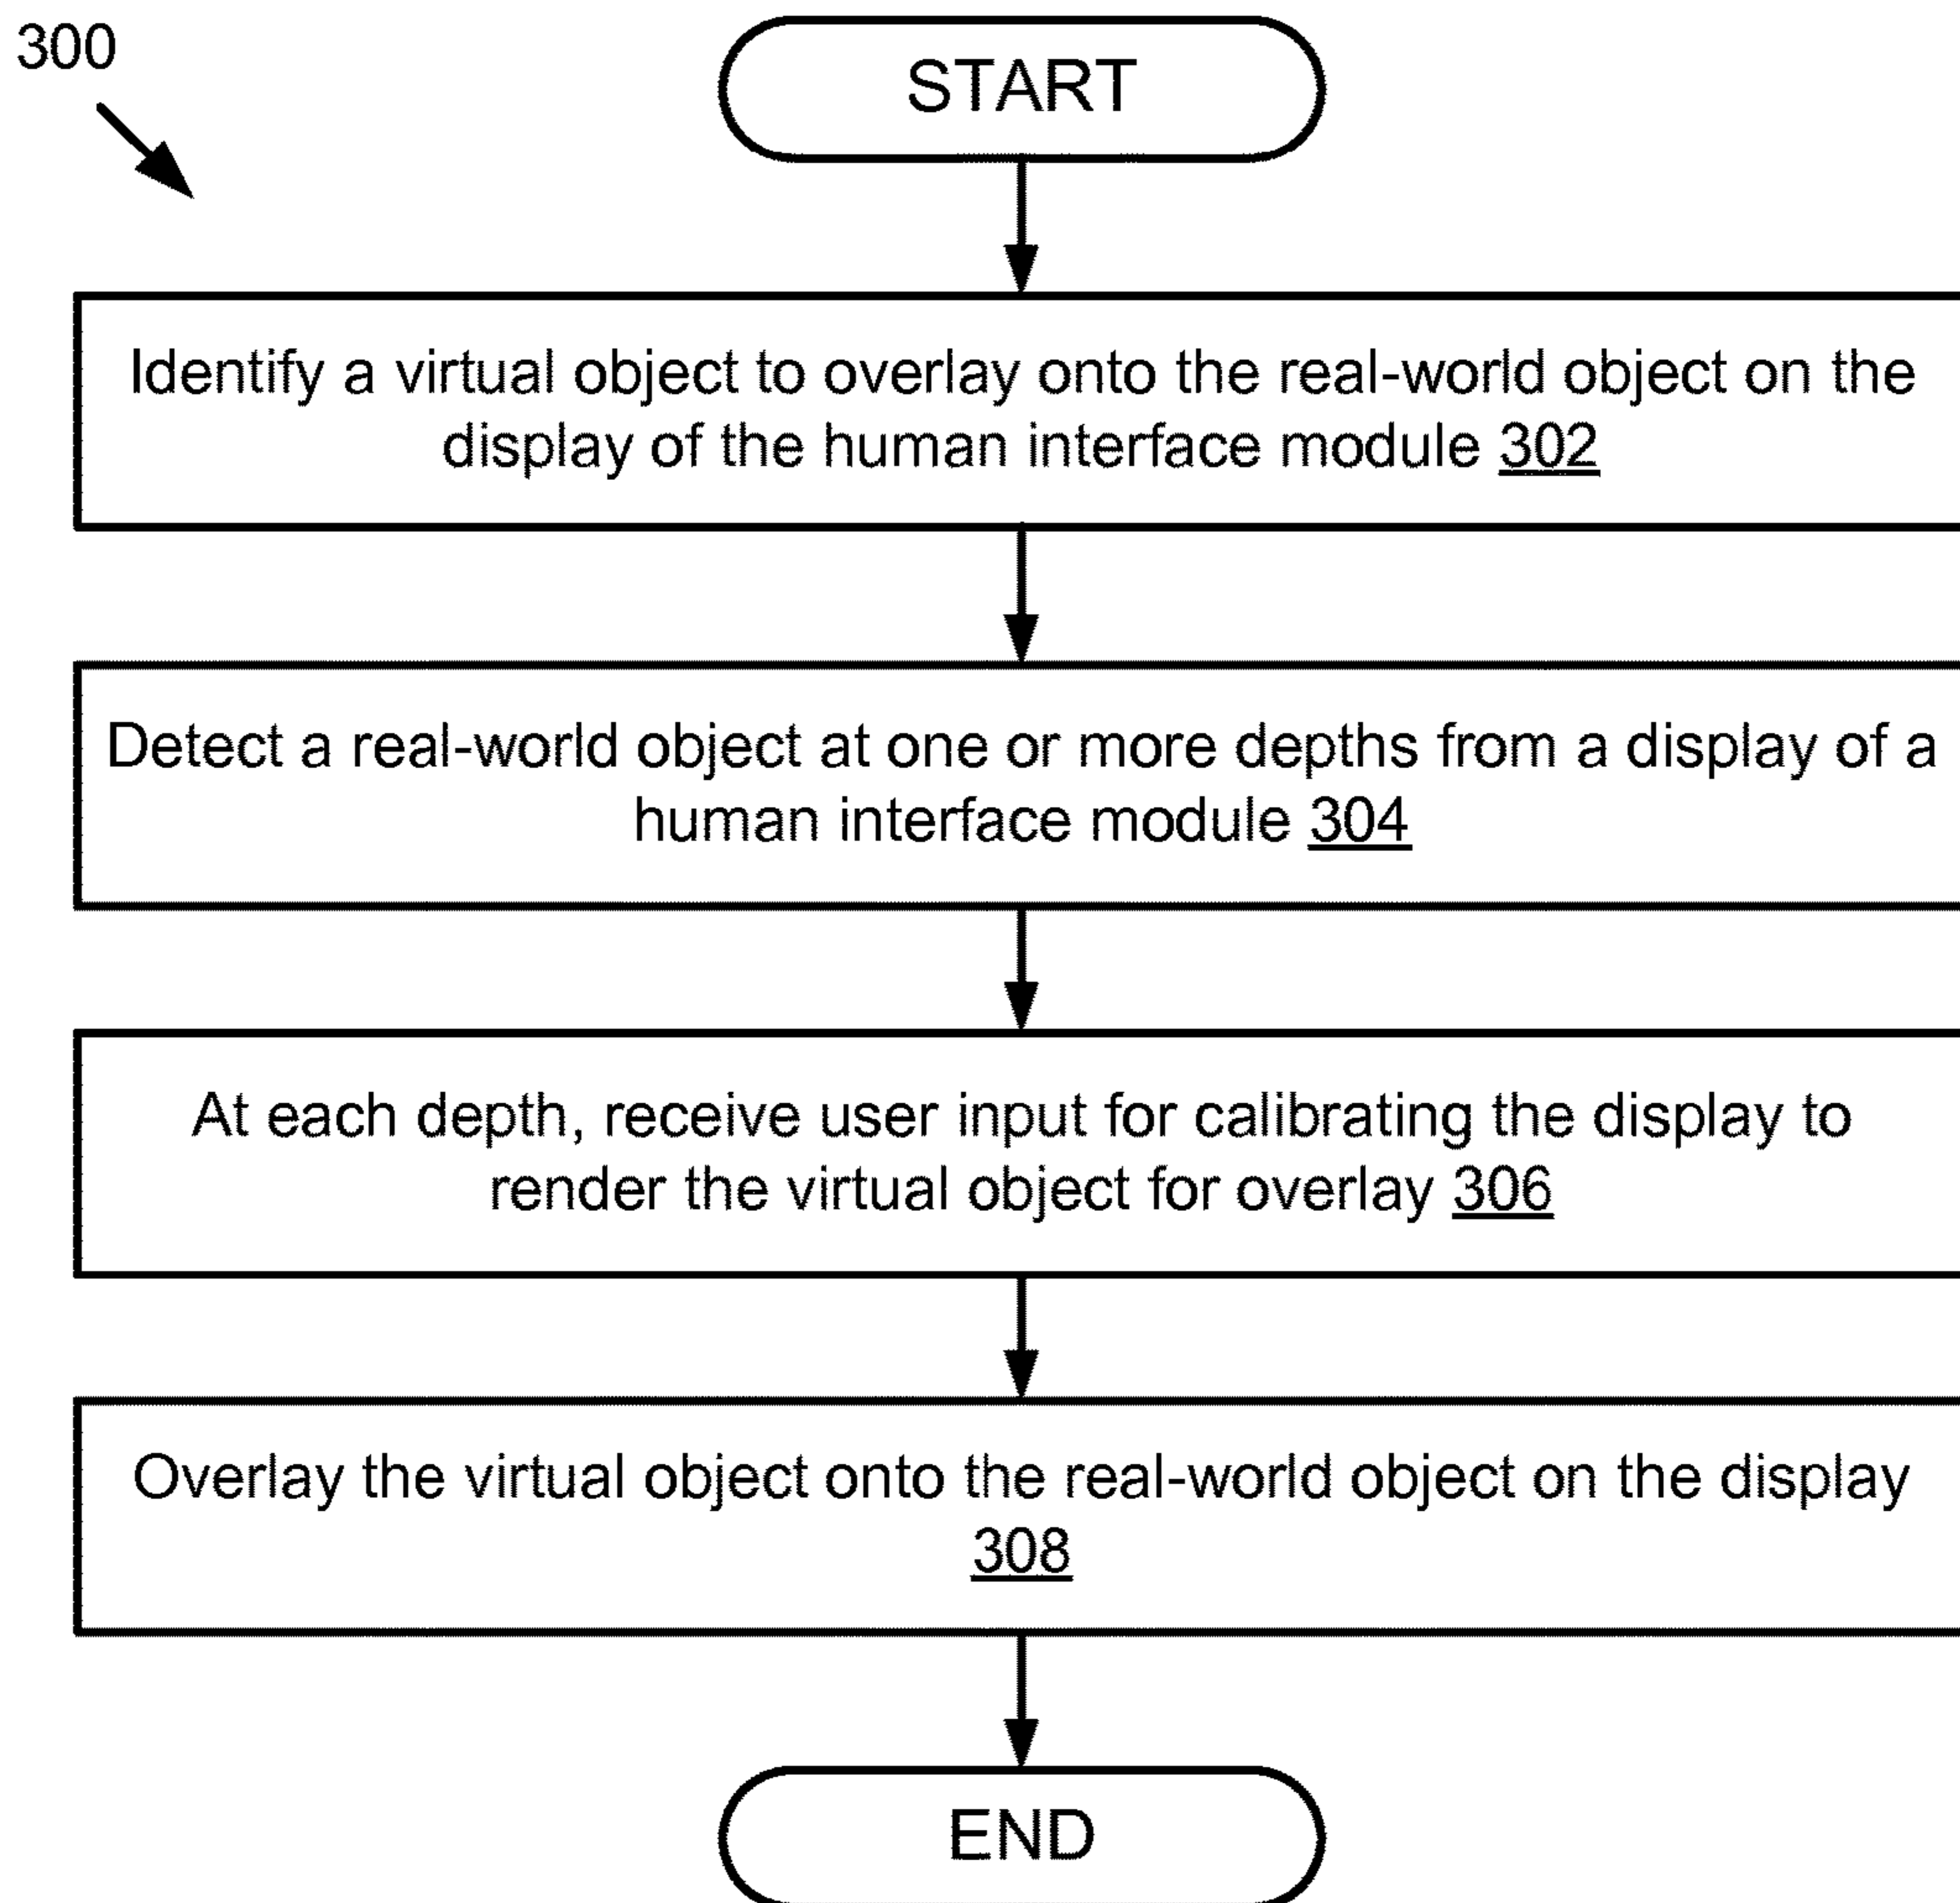 300
START
Identify a virtual object to overlay onto the real-world object on the
display of the human interface module 302
Detect a real-world object at one or more depths from a display of a
human interface module 304
At each depth, receive user input for calibrating the display to
render the virtual object for overlay 306
Overlay the virtual object onto the real-world object on the display
308
END